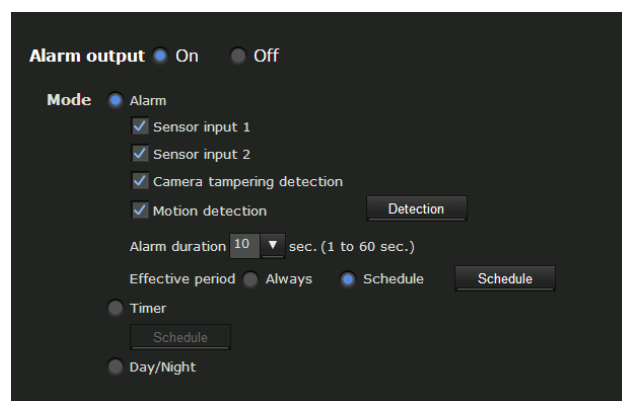 Alarm output On Off
Mode Alarm
Sensor input 1
Sensor input 2
Camera tampering detection
Motion detection Detection
Alarm duration 10 sec. (1 to 60 sec.)
Effective period Always Schedule Schedule
Timer
Schedule
Day/Night